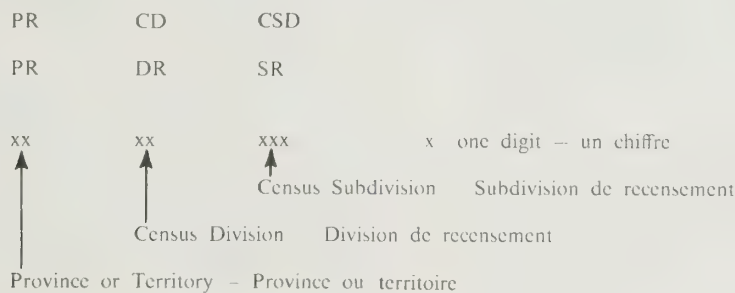 PR CD CSD
PR DR SR
xx xx xxx x one digit – un chiffre
Census Subdivision Subdivision de recensement
Census Division Division de recensement
Province or Territory – Province ou territoire